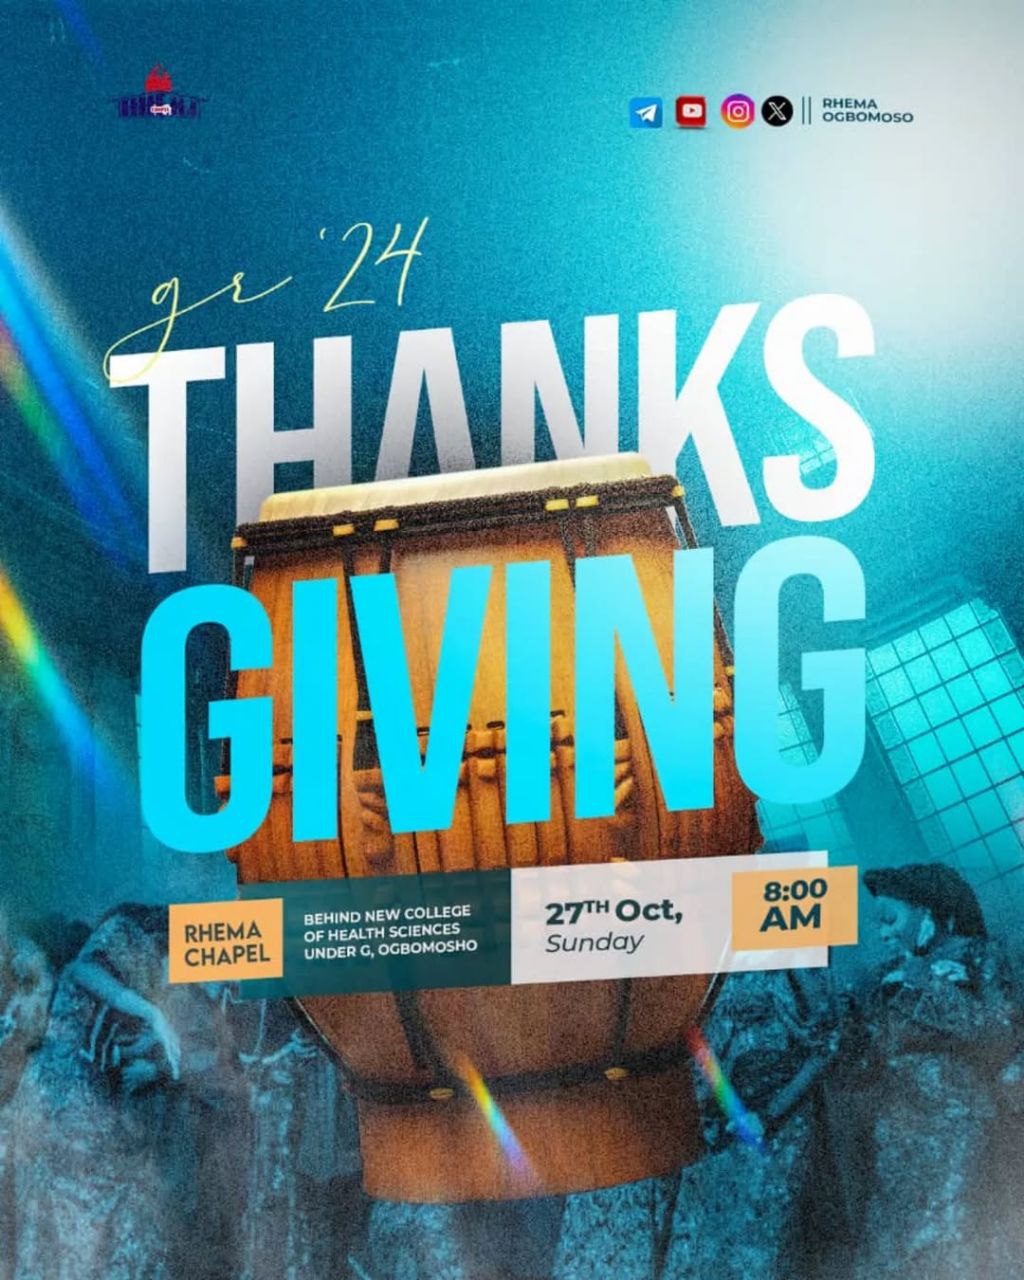 RHEMA
OGBOMOSO
gr '24
THANKS
GIVING
RHEMA
CHAPEL
BEHIND NEW COLLEGE
OF HEALTH SCIENCES
UNDER G, OGBOMOSHO
27TH Oct,
Sunday
8:00
AM